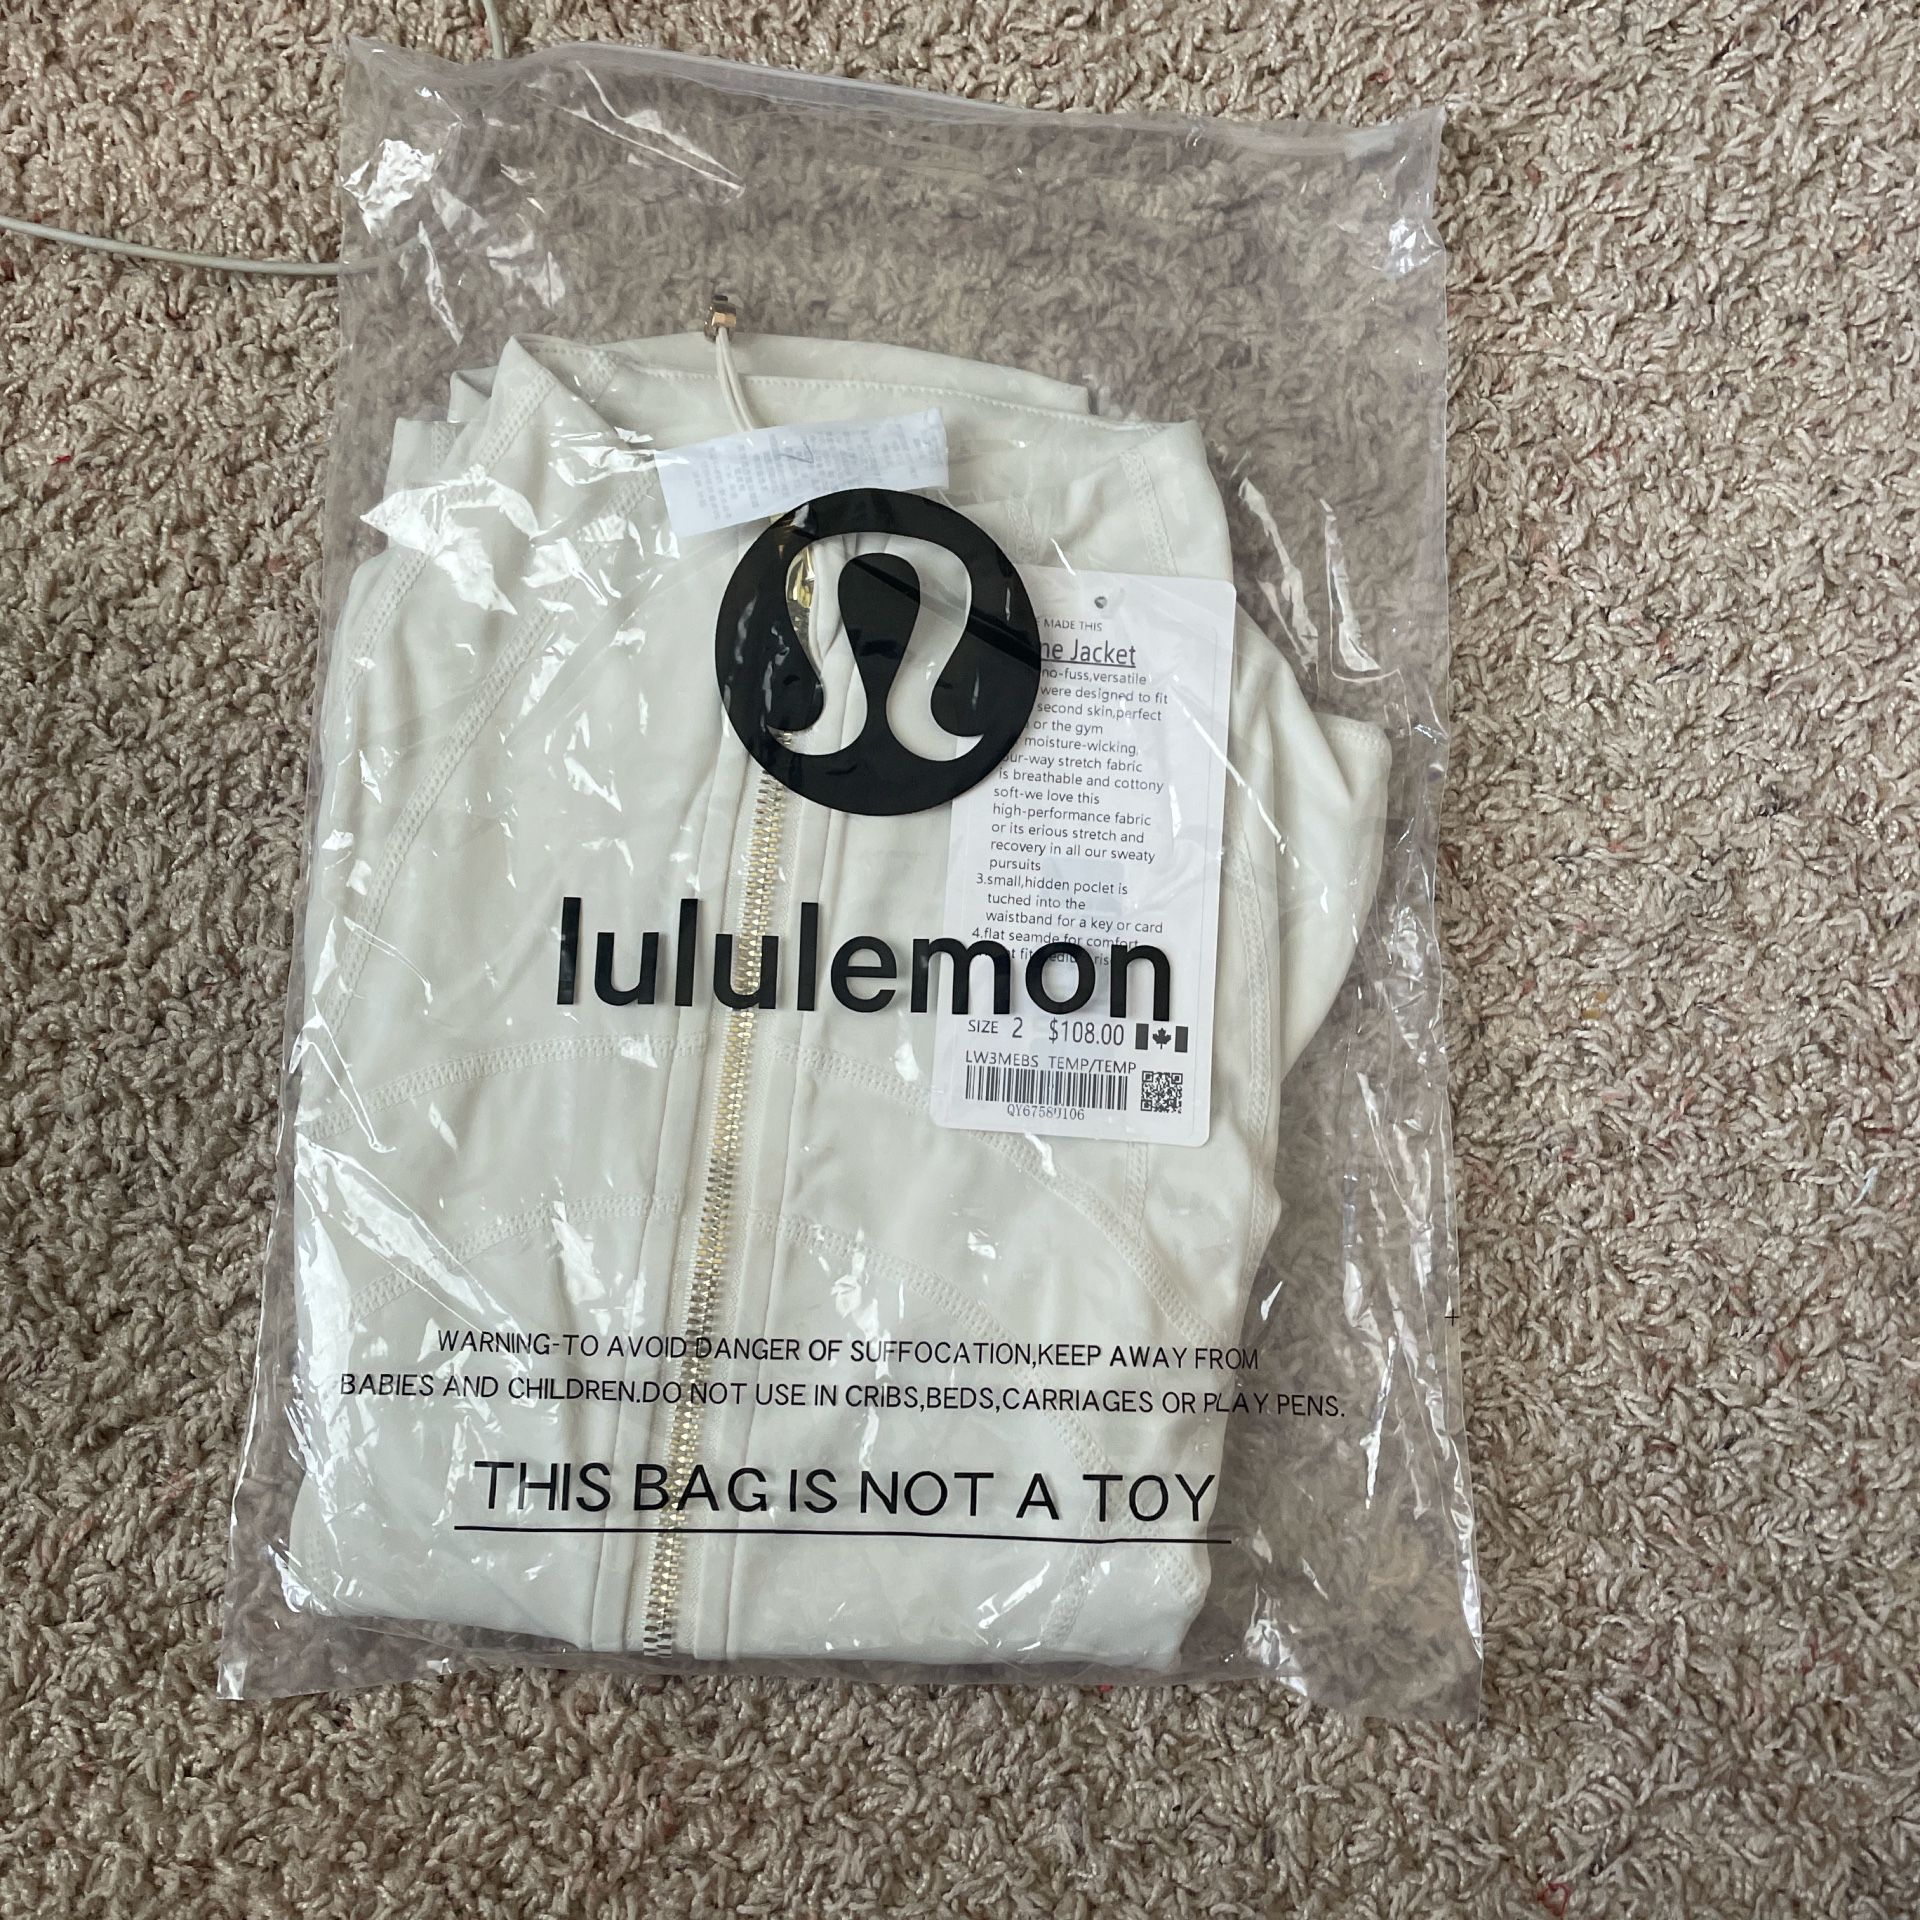 E MADE THIS
ne Jacket
no-fuss,versatile
were designed to fit
second skin,perfect
or the gym
moisture-wicking,
our-way stretch fabric
is breathable and cottony
soft-we love this
high-performance fabric
or its erious stretch and
recovery in all our sweaty
pursuits
3.small,hidden poclet is
tuched into the
waistband for a key or card
4.flat seamde for comfort
lululemon
SIZE 2 $108.00
LW3MEBS TEMP/TEMP
WARNING-TO AVOID DANGER OF SUFFOCATION,KEEP AWAY FROM
BABIES AND CHILDREN.DO NOT USE IN CRIBS,BEDS,CARRIAGES OR PLAY PENS.
THIS BAG IS NOT A TOY